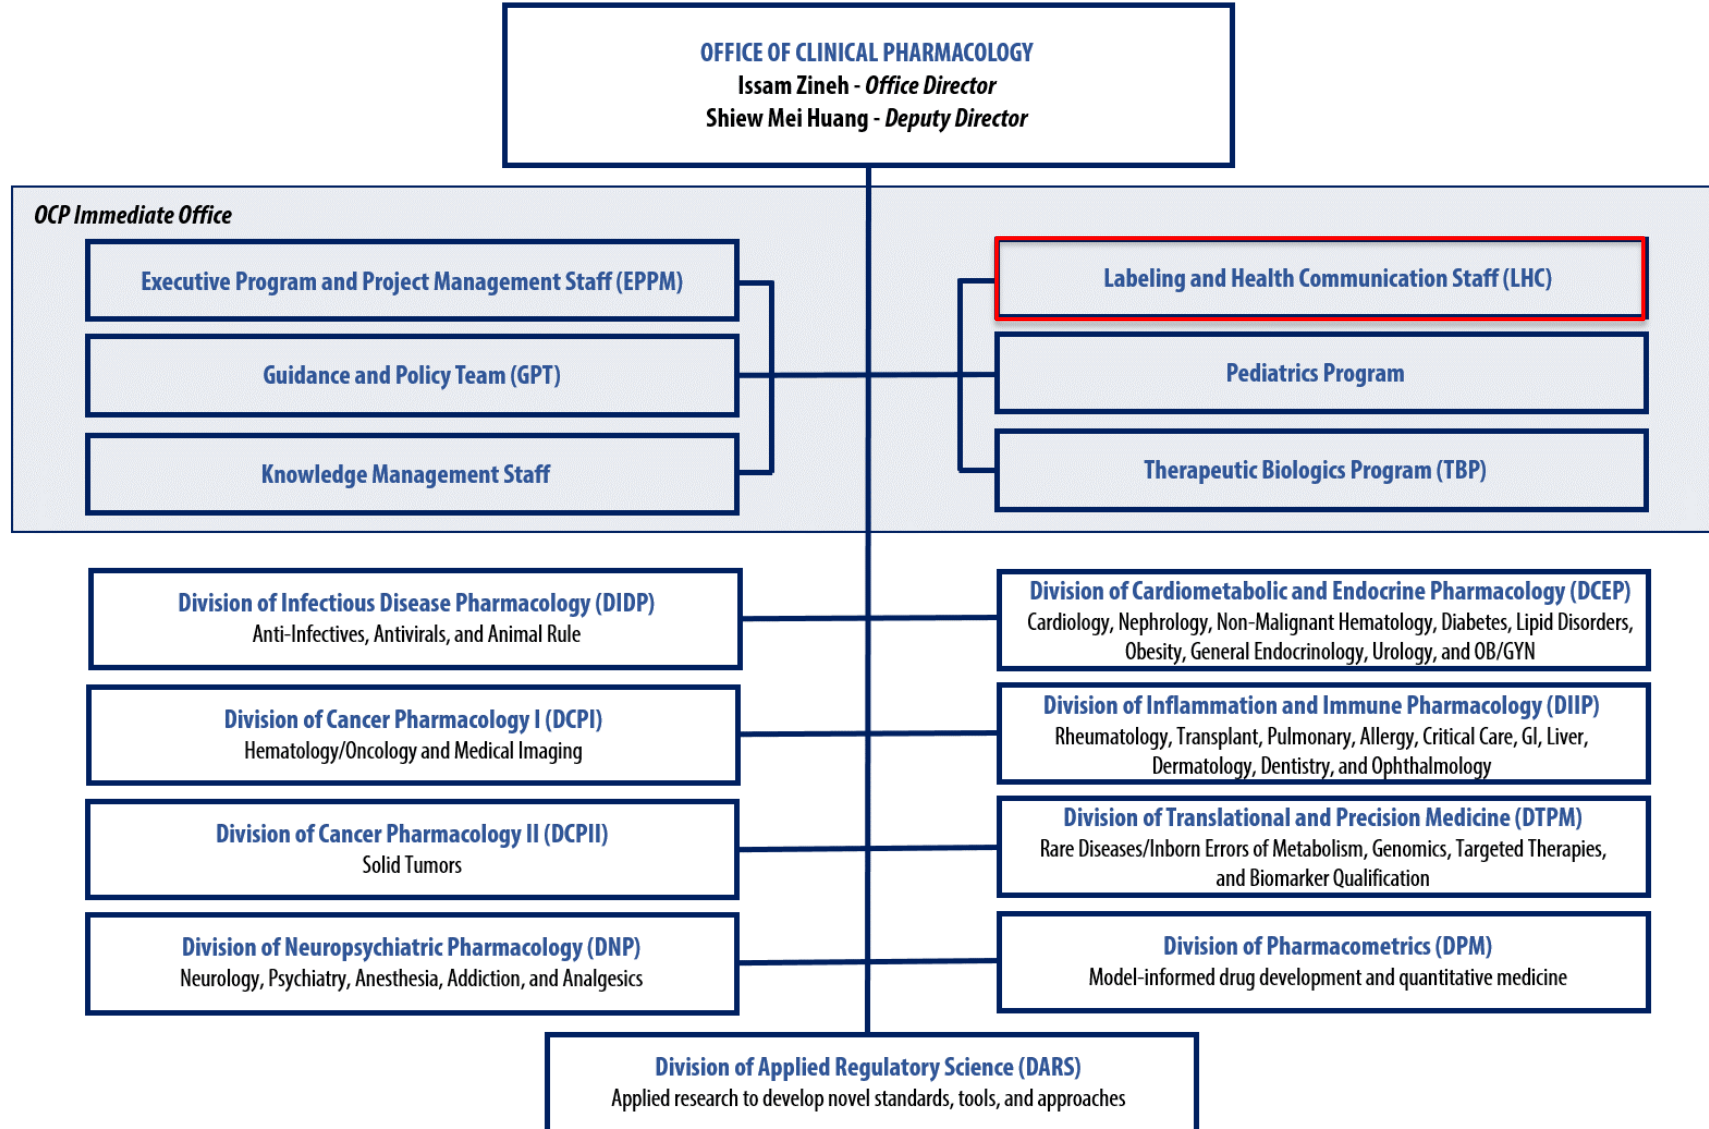 OFFICE OF CLINICAL PHARMACOLOGY
Issam Zineh - Office Director
Shiew Mei Huang - Deputy Director
OCP Immediate Office
Executive Program and Project Management Staff (EPPM)
Labeling and Health Communication Staff (LHC)
Guidance and Policy Team (GPT)
Pediatrics Program
Knowledge Management Staff
Therapeutic Biologics Program (TBP)
Division of Infectious Disease Pharmacology (DIDP)
Anti-Infectives, Antivirals, and Animal Rule
Division of Cardiometabolic and Endocrine Pharmacology (DCEP)
Cardiology, Nephrology, Non-Malignant Hematology, Diabetes, Lipid Disorders,
Obesity, General Endocrinology, Urology, and OB/GYN
Division of Cancer Pharmacology I (DCPI)
Hematology/Oncology and Medical Imaging
Division of Inflammation and Immune Pharmacology (DIIP)
Rheumatology, Transplant, Pulmonary, Allergy, Critical Care, GI, Liver,
Dermatology, Dentistry, and Ophthalmology
Division of Cancer Pharmacology II (DCPII)
Solid Tumors
Division of Translational and Precision Medicine (DTPM)
Rare Diseases/Inborn Errors of Metabolism, Genomics, Targeted Therapies,
and Biomarker Qualification
Division of Neuropsychiatric Pharmacology (DNP)
Neurology, Psychiatry, Anesthesia, Addiction, and Analgesics
Division of Pharmacometrics (DPM)
Model-informed drug development and quantitative medicine
Division of Applied Regulatory Science (DARS)
Applied research to develop novel standards, tools, and approaches